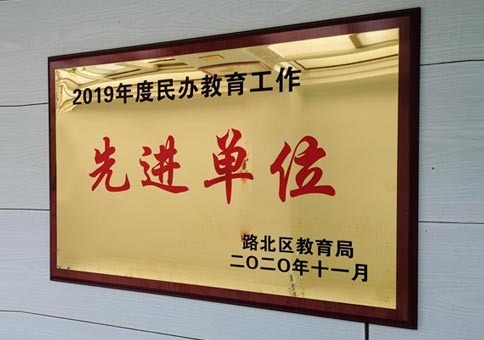 2019年度民办教育工作
先进单位
路北区教育局
二〇二〇年十一月